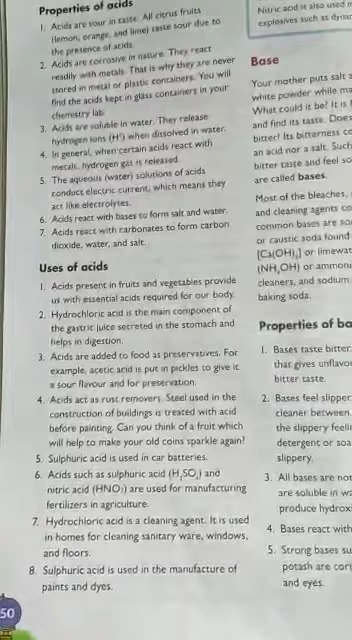 Properties of acids
1. Acids are sour in taste. All citrus fruits
(lemon, orange, and lime) taste sour due to
the presence of acids.
2. Acids are corrosive in nature. They react
readily with metals. That is why they are never
stored in metal or plastic containers. You will
find the acids kept in glass containers in your
chemistry lab.
3. Acids are soluble in water. They release
hydrogen ions (H⁺) when dissolved in water.
4. In general, when certain acids react with
metals, hydrogen gas is released.
5. The aqueous (water) solutions of acids
conduct electric current, which means they
act like electrolytes.
6. Acids react with bases to form salt and water.
7. Acids react with carbonates to form carbon
dioxide, water, and salt.
Uses of acids
1. Acids present in fruits and vegetables provide
us with essential acids required for our body.
2. Hydrochloric acid is the main component of
the gastric juice secreted in the stomach and
helps in digestion.
3. Acids are added to food as preservatives. For
example, acetic acid is put in pickles to give it
a sour flavour and for preservation.
4. Acids act as rust removers. Steel used in the
construction of buildings is treated with acid
before painting. Can you think of a fruit which
will help to make your old coins sparkle again?
5. Sulphuric acid is used in car batteries.
6. Acids such as sulphuric acid (H₂SO₄) and
nitric acid (HNO₃) are used for manufacturing
fertilizers in agriculture.
7. Hydrochloric acid is a cleaning agent. It is used
in homes for cleaning sanitary ware, windows,
and floors.
8. Sulphuric acid is used in the manufacture of
paints and dyes.
50
Nitric acid is also used
explosives such as
Base
Your mother puts salt
white powder while
What could it be? It is
and find its taste. Does
bitter! Its bitterness
an acid nor a salt. Such
bitter taste and feel
are called bases.
Most of the bleaches,
and cleaning agents
common bases are
or caustic soda found
[Ca(OH)₂] or
(NH₄OH) or
cleaners, and sodium
baking soda.
Properties of
1. Bases taste bitter.
that gives
bitter taste.
2. Bases feel
cleaner between
the slippery
detergent or
slippery.
3. All bases are not
are soluble in
produce
4. Bases react with
5. Strong bases
potash are
and eyes.